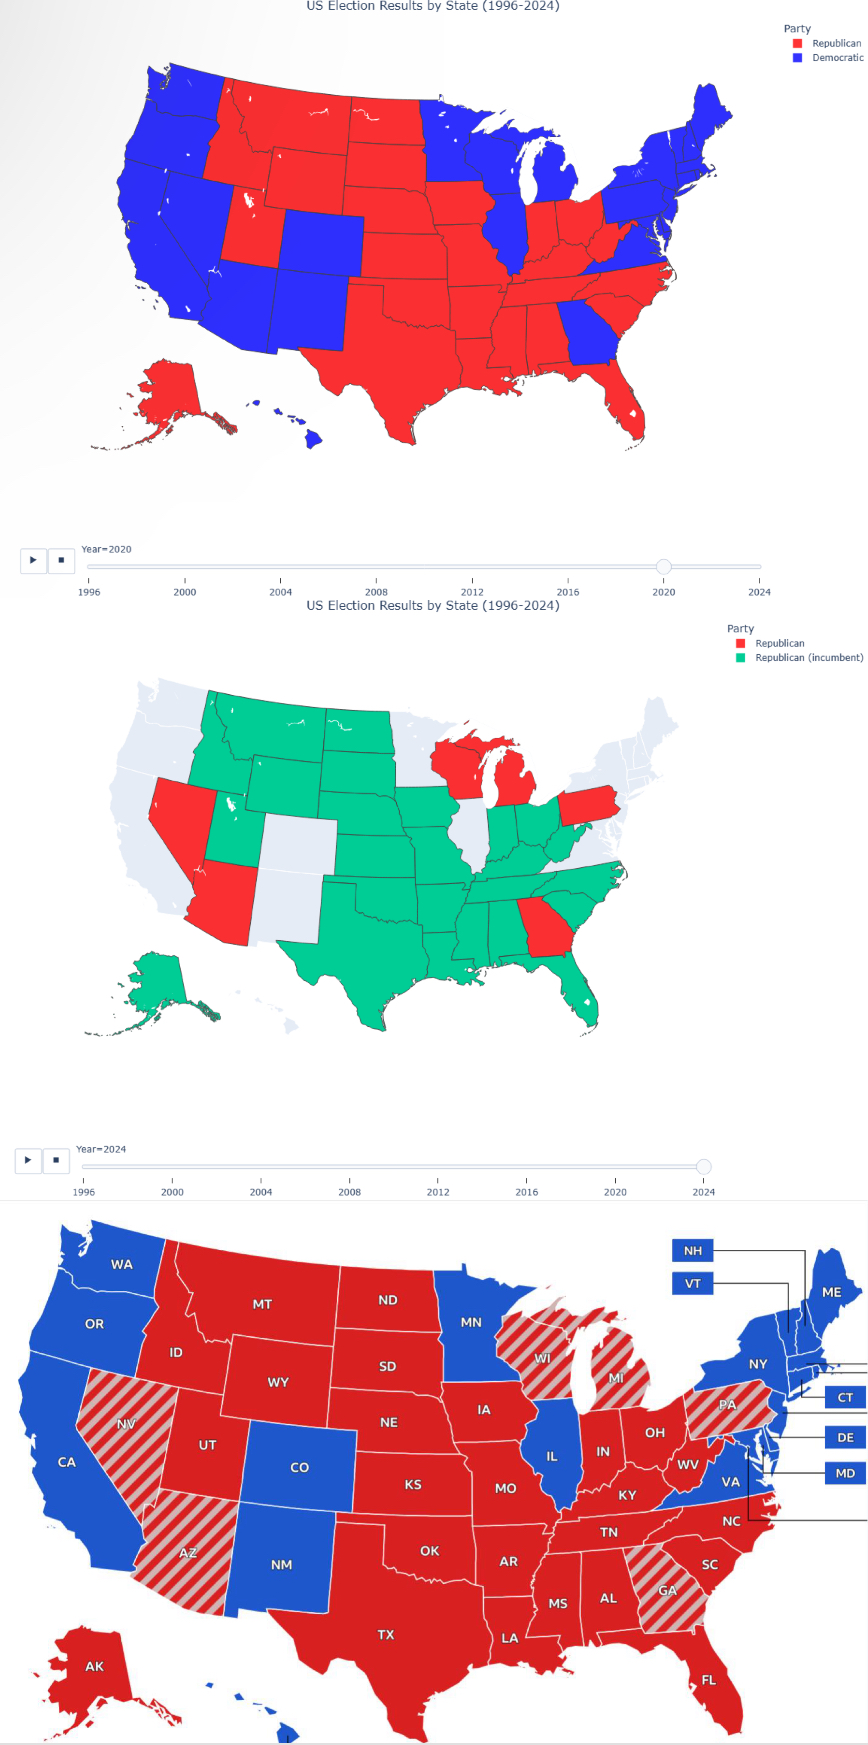 US Election Results by State (1996-2024)
Party
Republican
Democratic
Year=2020
1996 2000 2004 2008 2012 2016 2020 2024
US Election Results by State (1996-2024)
Party
Republican
Republican (incumbent)
Year=2024
1996 2000 2004 2008 2012 2016 2020 2024
NH
WA VT ME
MT ND MN
OR
ID WI NY
SD MI
WY CT
NV NE IA PA
OH DE
UT IL IN
CA CO WV MD
KS MO VA
KY
NC
AZ OK TN
NM AR SC
MS AL GA
TX LA
AK FL